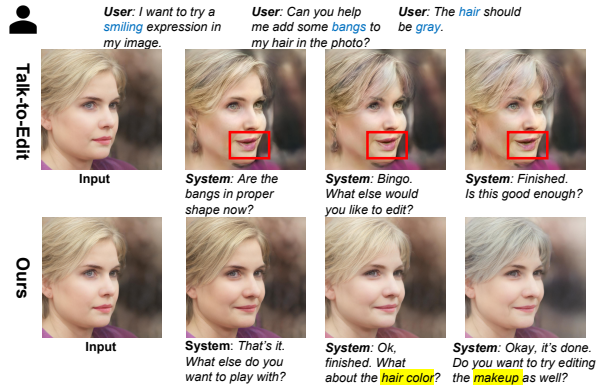 User: I want to try a
smiling expression in
my image.
User: Can you help
me add some bangs to
my hair in the photo?
User: The hair should
be gray.
Talk-to-Edit
Input
System: Are the
bangs in proper
shape now?
System: Bingo.
What else would
you like to edit?
System: Finished.
Is this good enough?
Ours
Input
System: That's it.
What else do you
want to play with?
System: Ok,
finished. What
about the hair color?
System: Okay, it's done.
Do you want to try editing
the makeup as well?